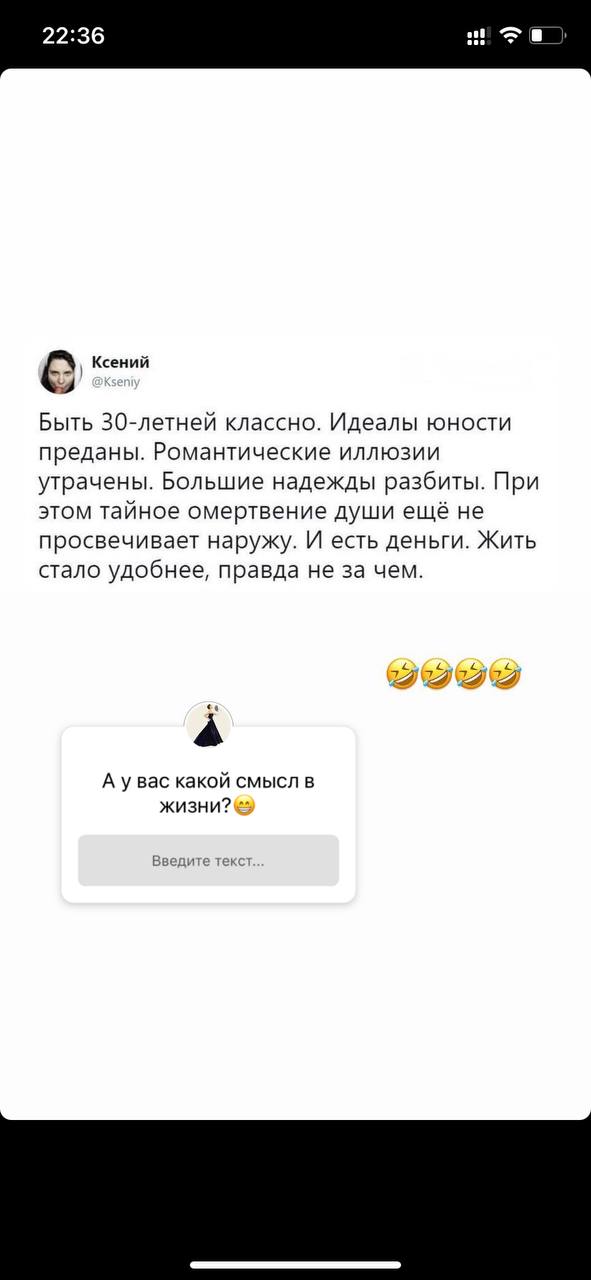 22:36
Ксений
@Kseniy
Быть 30-летней классно. Идеалы юности
преданы. Романтические иллюзии
утрачены. Большие надежды разбиты. При
этом тайное омертвение души ещё не
просвечивает наружу. И есть деньги. Жить
стало удобнее, правда не за чем.
🤣🤣🤣🤣
А у вас какой смысл в
жизни?😁
Введите текст...